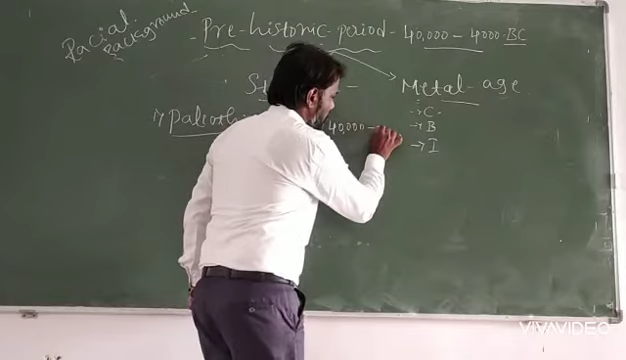 Racial
Background
- Pre-historic period - 40,000 - 4000 BC
Metal-age
→ C.
→ B
→ I
40,000 -
VIVAVIDEO